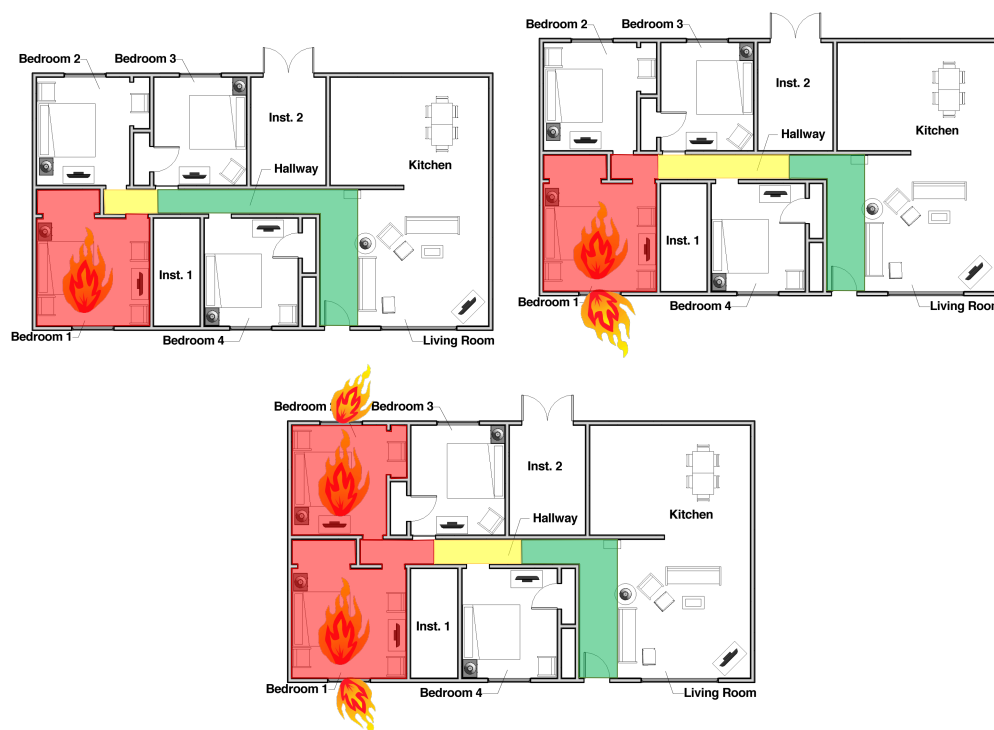 Bedroom 2
Bedroom 3
Inst. 2
Hallway
Kitchen
Inst. 1
Bedroom 1
Bedroom 4
Living Room
Bedroom 2
Bedroom 3
Inst. 2
Hallway
Kitchen
Inst. 1
Bedroom 1
Bedroom 4
Living Roor
Bedroom
Bedroom 3
Inst. 2
Hallway
Kitchen
Inst. 1
Bedroom 1
Bedroom 4
Living Room